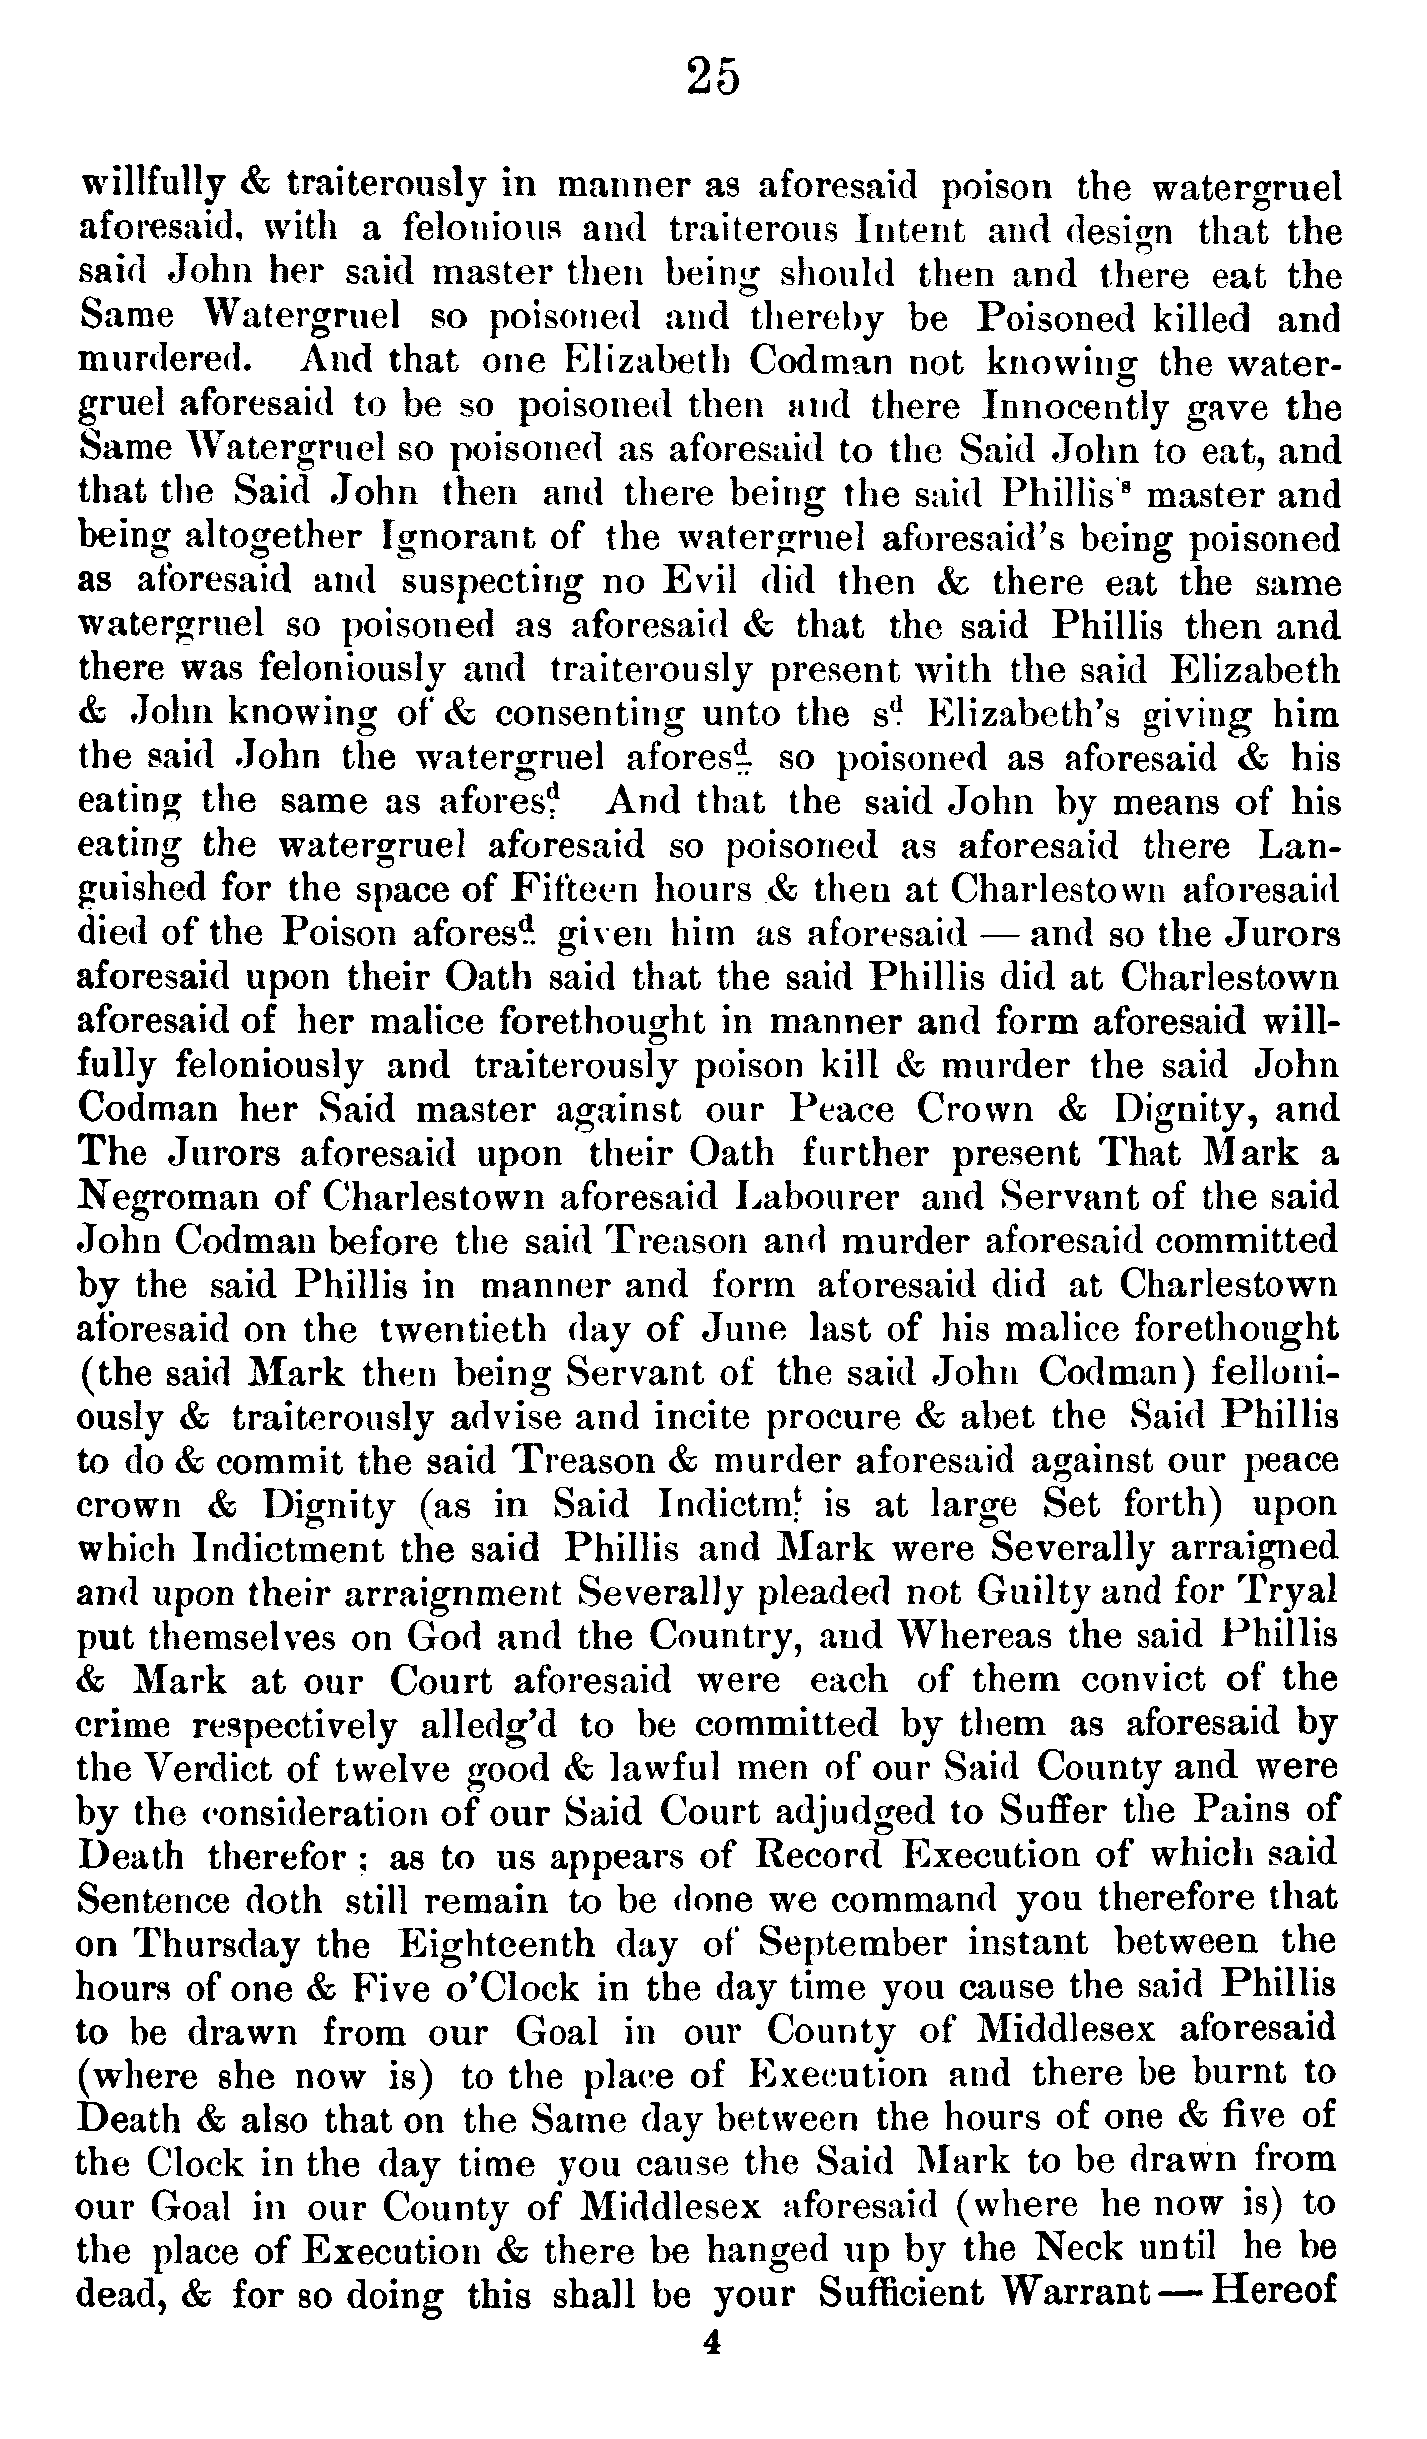 25
willfully & traiterously in manner as aforesaid poison the watergruel
aforesaid, with a felonious and traiterous Intent and design that the
said John her said master then being should then and there eat the
Same Watergruel so poisoned and thereby be Poisoned killed and
murdered. And that one Elizabeth Codman not knowing the water-
gruel aforesaid to be so poisoned then and there Innocently gave the
Same Watergruel so poisoned as aforesaid to the Said John to eat, and
that the Said John then and there being the said Phillis's master and
being altogether Ignorant of the watergruel aforesaid's being poisoned
as aforesaid and suspecting no Evil did then & there eat the same
watergruel so poisoned as aforesaid & that the said Phillis then and
there was feloniously and traiterously present with the said Elizabeth
& John knowing of & consenting unto the sd. Elizabeth's giving him
the said John the watergruel aforesd. so poisoned as aforesaid & his
eating the same as aforesd. And that the said John by means of his
eating the watergruel aforesaid so poisoned as aforesaid there Lan-
guished for the space of Fifteen hours & then at Charlestown aforesaid
died of the Poison aforesd. given him as aforesaid — and so the Jurors
aforesaid upon their Oath said that the said Phillis did at Charlestown
aforesaid of her malice forethought in manner and form aforesaid will-
fully feloniously and traiterously poison kill & murder the said John
Codman her Said master against our Peace Crown & Dignity, and
The Jurors aforesaid upon their Oath further present That Mark a
Negroman of Charlestown aforesaid Labourer and Servant of the said
John Codman before the said Treason and murder aforesaid committed
by the said Phillis in manner and form aforesaid did at Charlestown
aforesaid on the twentieth day of June last of his malice forethought
(the said Mark then being Servant of the said John Codman) felloni-
ously & traiterously advise and incite procure & abet the Said Phillis
to do & commit the said Treason & murder aforesaid against our peace
crown & Dignity (as in Said Indictmt. is at large Set forth) upon
which Indictment the said Phillis and Mark were Severally arraigned
and upon their arraignment Severally pleaded not Guilty and for Tryal
put themselves on God and the Country, and Whereas the said Phillis
& Mark at our Court aforesaid were each of them convict of the
crime respectively alledg'd to be committed by them as aforesaid by
the Verdict of twelve good & lawful men of our Said County and were
by the consideration of our Said Court adjudged to Suffer the Pains of
Death therefor; as to us appears of Record Execution of which said
Sentence doth still remain to be done we command you therefore that
on Thursday the Eighteenth day of September instant between the
hours of one & Five o'Clock in the day time you cause the said Phillis
to be drawn from our Goal in our County of Middlesex aforesaid
(where she now is) to the place of Execution and there be burnt to
Death & also that on the Same day between the hours of one & five of
the Clock in the day time you cause the Said Mark to be drawn from
our Goal in our County of Middlesex aforesaid (where he now is) to
the place of Execution & there be hanged up by the Neck until he be
dead, & for so doing this shall be your Sufficient Warrant — Hereof
4